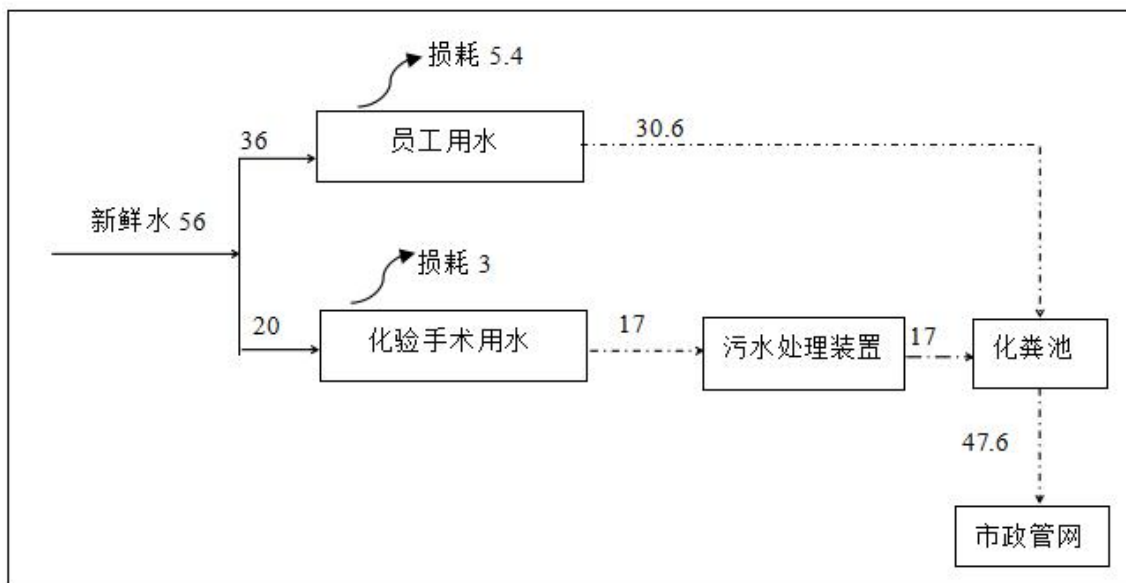 损耗 5.4
员工用水
36
30.6
新鲜水 56
损耗 3
20
化验手术用水
17
污水处理装置
17
化粪池
47.6
市政管网